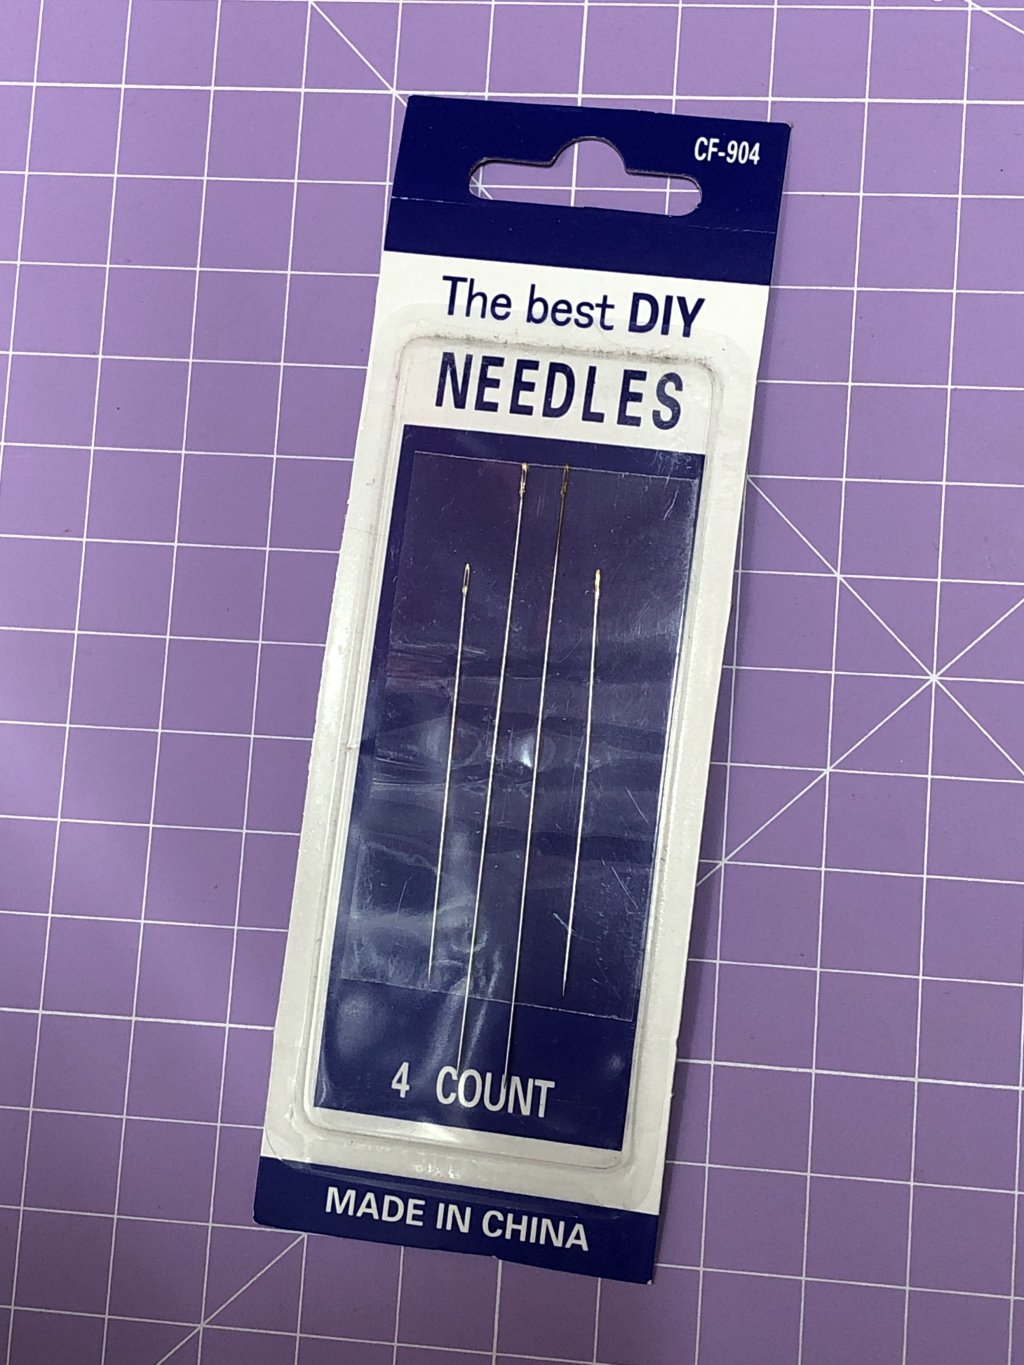 CF-904
The best DIY
NEEDLES
4 COUNT
MADE IN CHINA